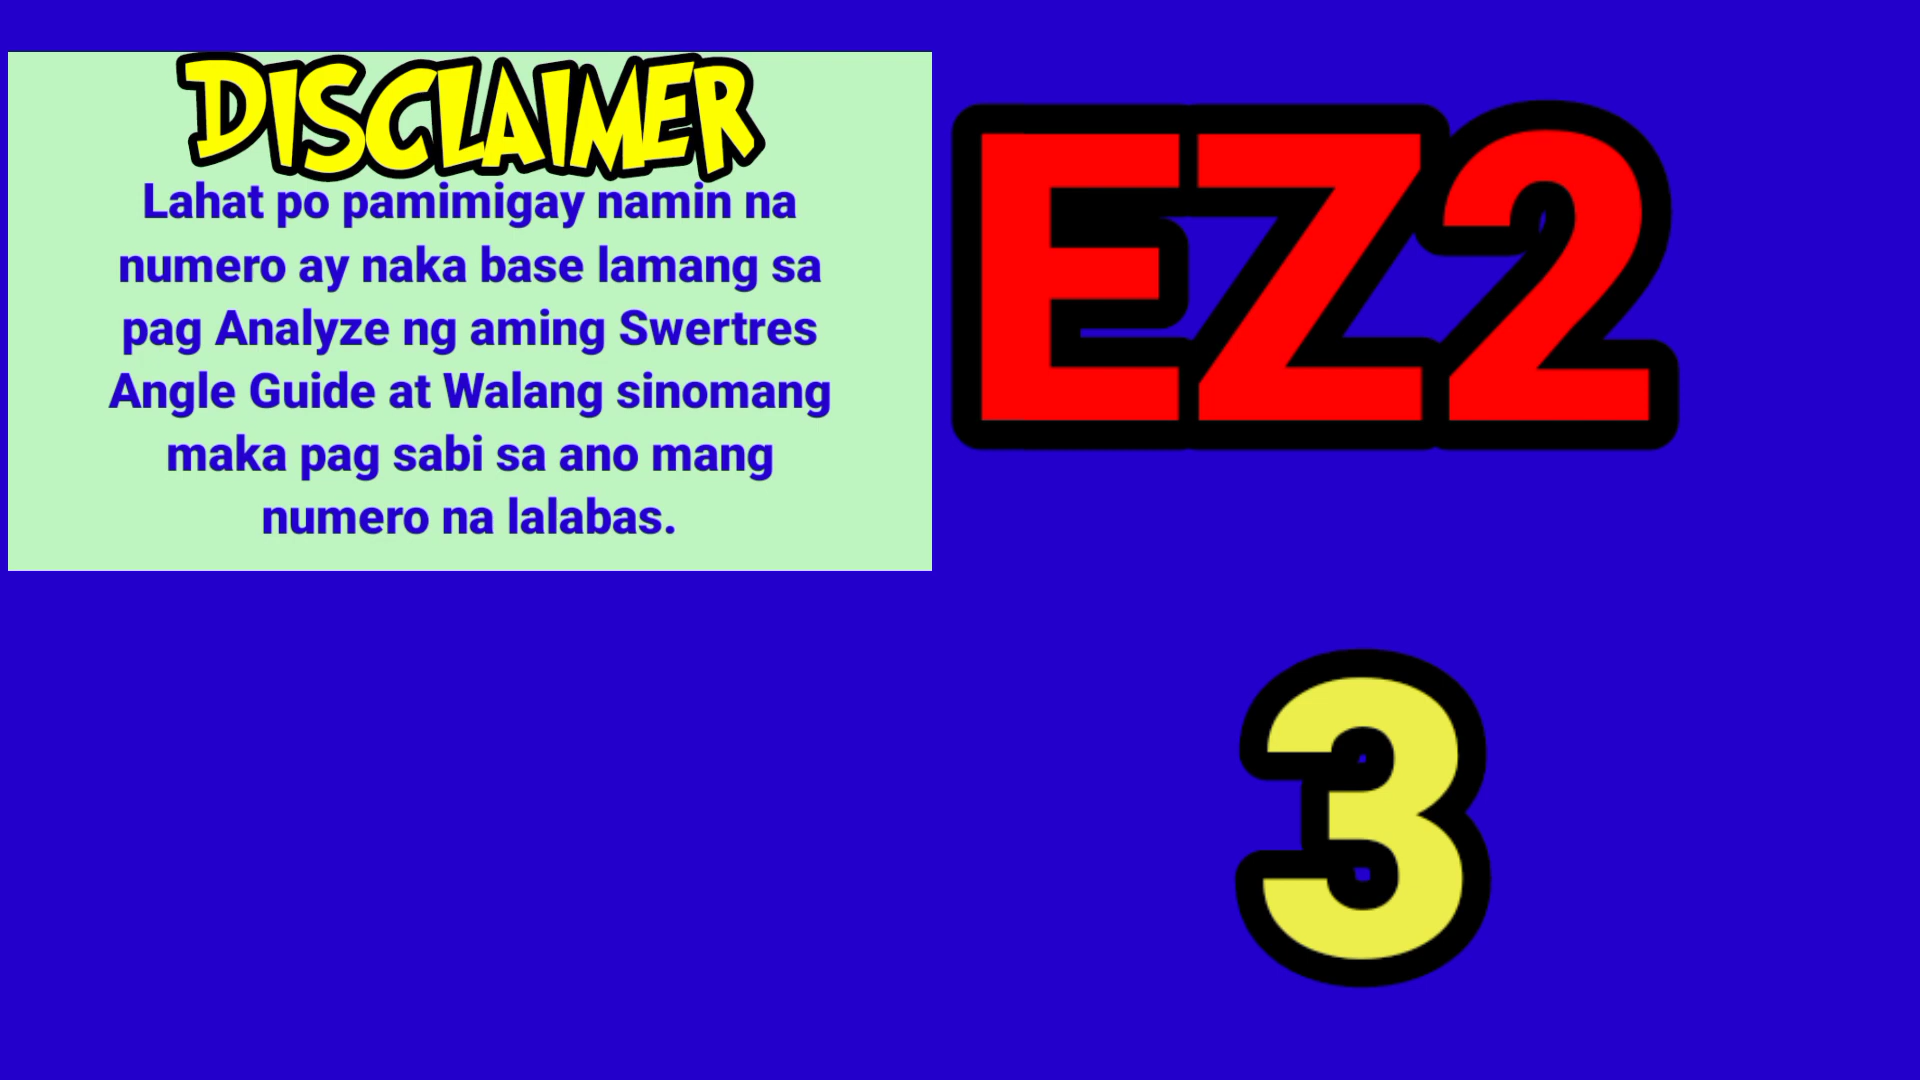 DISCLAIMER
Lahat po pamimigay namin na
numero ay naka base lamang sa
pag Analyze ng aming Swertres
Angle Guide at Walang sinomang
maka pag sabi sa ano mang
numero na lalabas.
EZ2
3